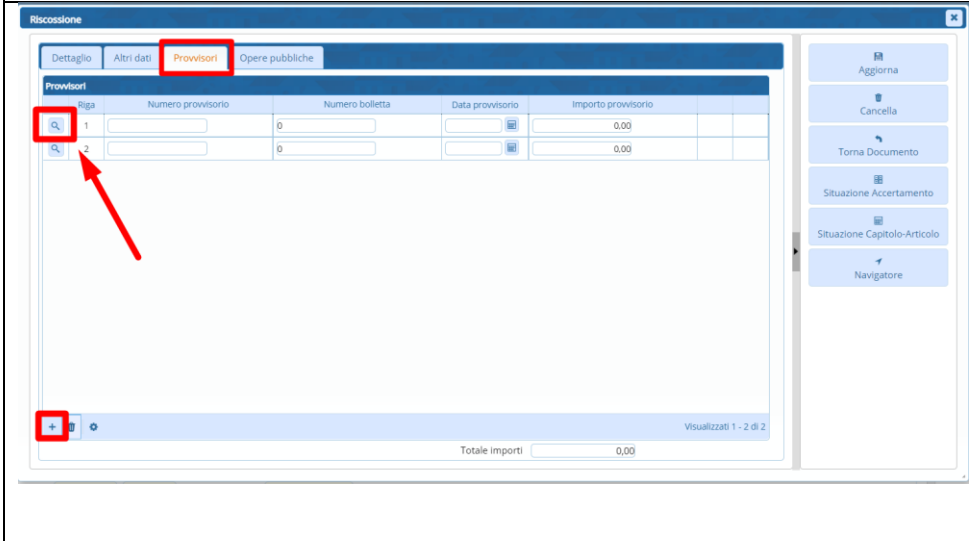 Riscossione
Dettaglio Altri dati Provvisori Opere pubbliche
Provvisori
Riga Numero provvisorio Numero bolletta Data provvisorio Importo provvisorio
1 0 0,00
2 0 0,00
Visualizzati 1 - 2 di 2
Totale importi 0,00
Aggiorna
Cancella
Torna Documento
Situazione Accertamento
Situazione Capitolo-Articolo
Navigatore